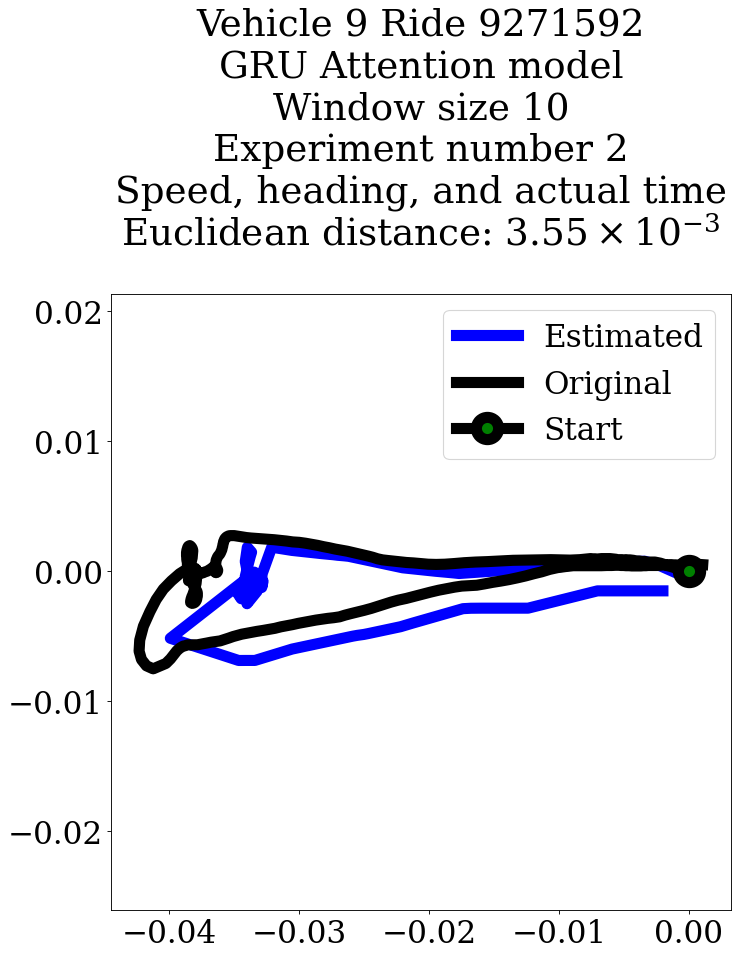 Vehicle 9 Ride 9271592
GRU Attention model
Window size 10
Experiment number 2
Speed, heading, and actual time
Euclidean distance: 3.55 × 10⁻³
Estimated
Original
Start
0.02
0.01
0.00
−0.01
−0.02
−0.04
−0.03
−0.02
−0.01
0.00